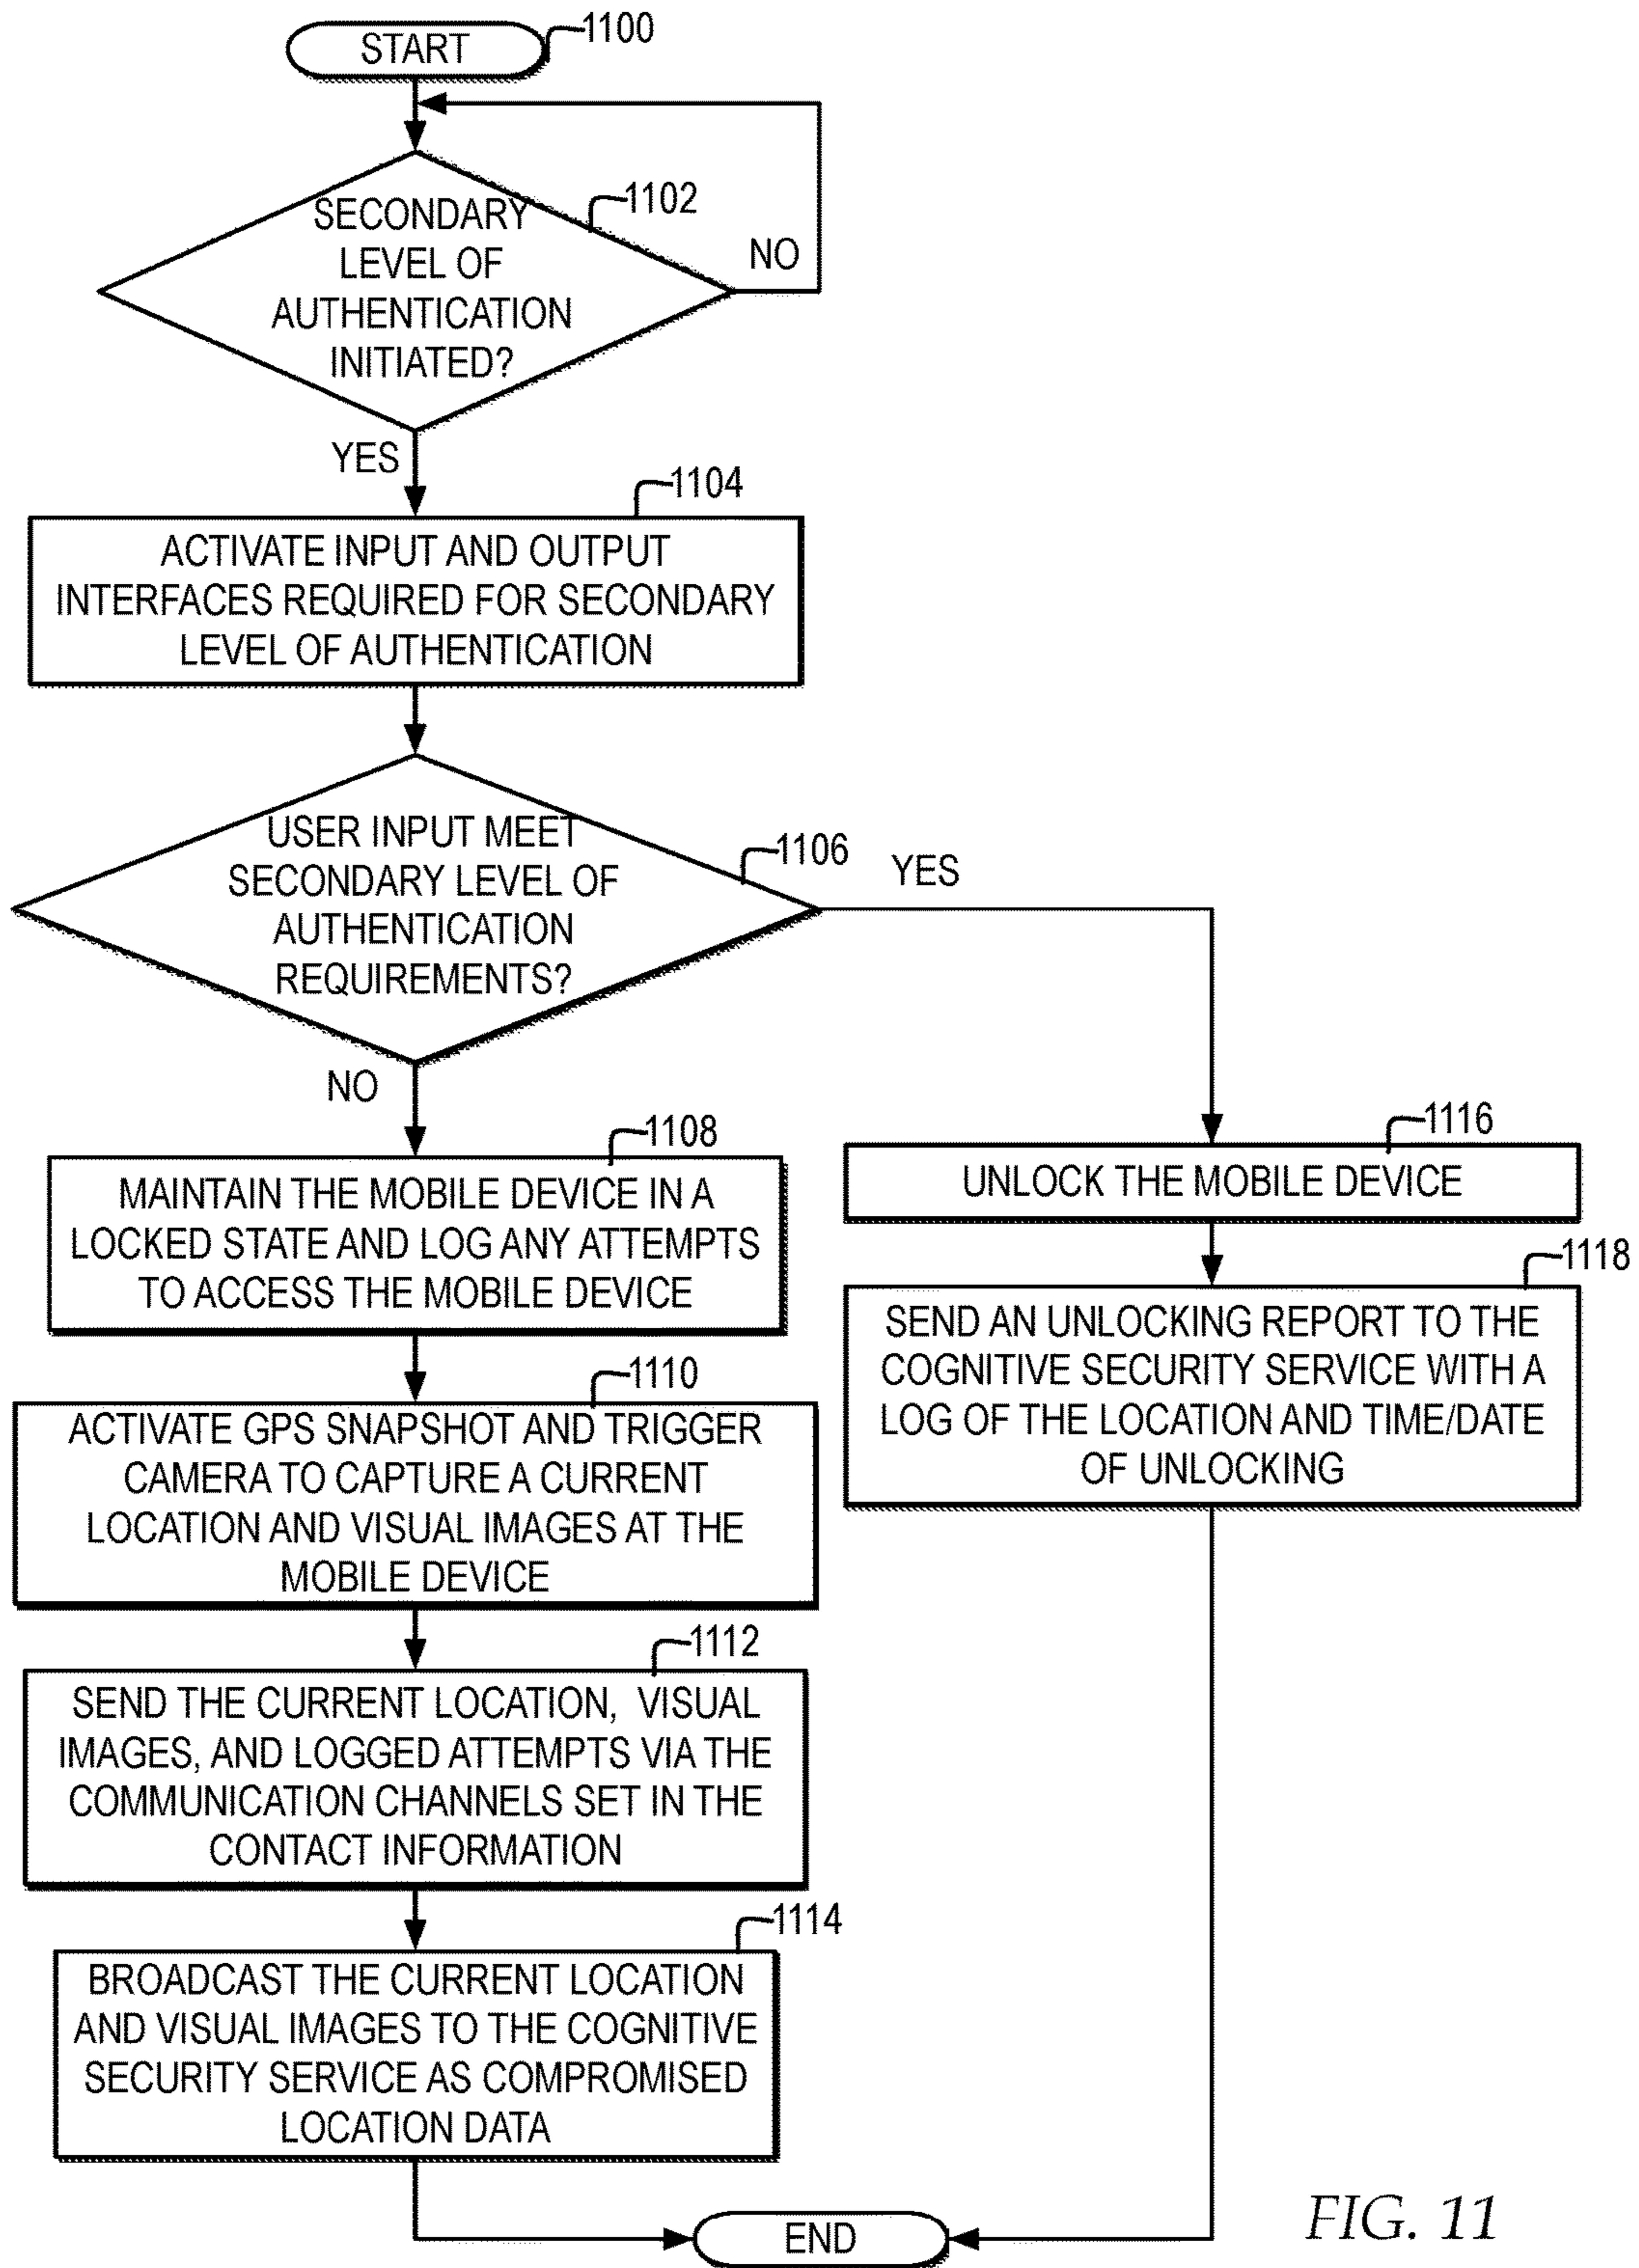 START
1100
1102
SECONDARY
LEVEL OF
AUTHENTICATION
INITIATED?
NO
YES
1104
ACTIVATE INPUT AND OUTPUT
INTERFACES REQUIRED FOR SECONDARY
LEVEL OF AUTHENTICATION
1106
USER INPUT MEET
SECONDARY LEVEL OF
AUTHENTICATION
REQUIREMENTS?
YES
NO
1108
MAINTAIN THE MOBILE DEVICE IN A
LOCKED STATE AND LOG ANY ATTEMPTS
TO ACCESS THE MOBILE DEVICE
1110
ACTIVATE GPS SNAPSHOT AND TRIGGER
CAMERA TO CAPTURE A CURRENT
LOCATION AND VISUAL IMAGES AT THE
MOBILE DEVICE
1112
SEND THE CURRENT LOCATION, VISUAL
IMAGES, AND LOGGED ATTEMPTS VIA THE
COMMUNICATION CHANNELS SET IN THE
CONTACT INFORMATION
1114
BROADCAST THE CURRENT LOCATION
AND VISUAL IMAGES TO THE COGNITIVE
SECURITY SERVICE AS COMPROMISED
LOCATION DATA
1116
UNLOCK THE MOBILE DEVICE
1118
SEND AN UNLOCKING REPORT TO THE
COGNITIVE SECURITY SERVICE WITH A
LOG OF THE LOCATION AND TIME/DATE
OF UNLOCKING
END
FIG. 11